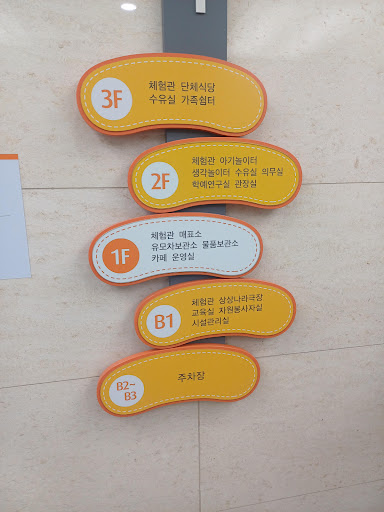 3F
체험관 단체식당
수유실 가족쉼터
2F
체험관 아기놀이터
생각놀이터 수유실 의무실
학예연구실 관장실
1F
체험관 매표소
유모차보관소 물품보관소
카페 운영실
B1
체험관 상상나라극장
교육실 자원봉사자실
시설관리실
B2~
B3
주차장